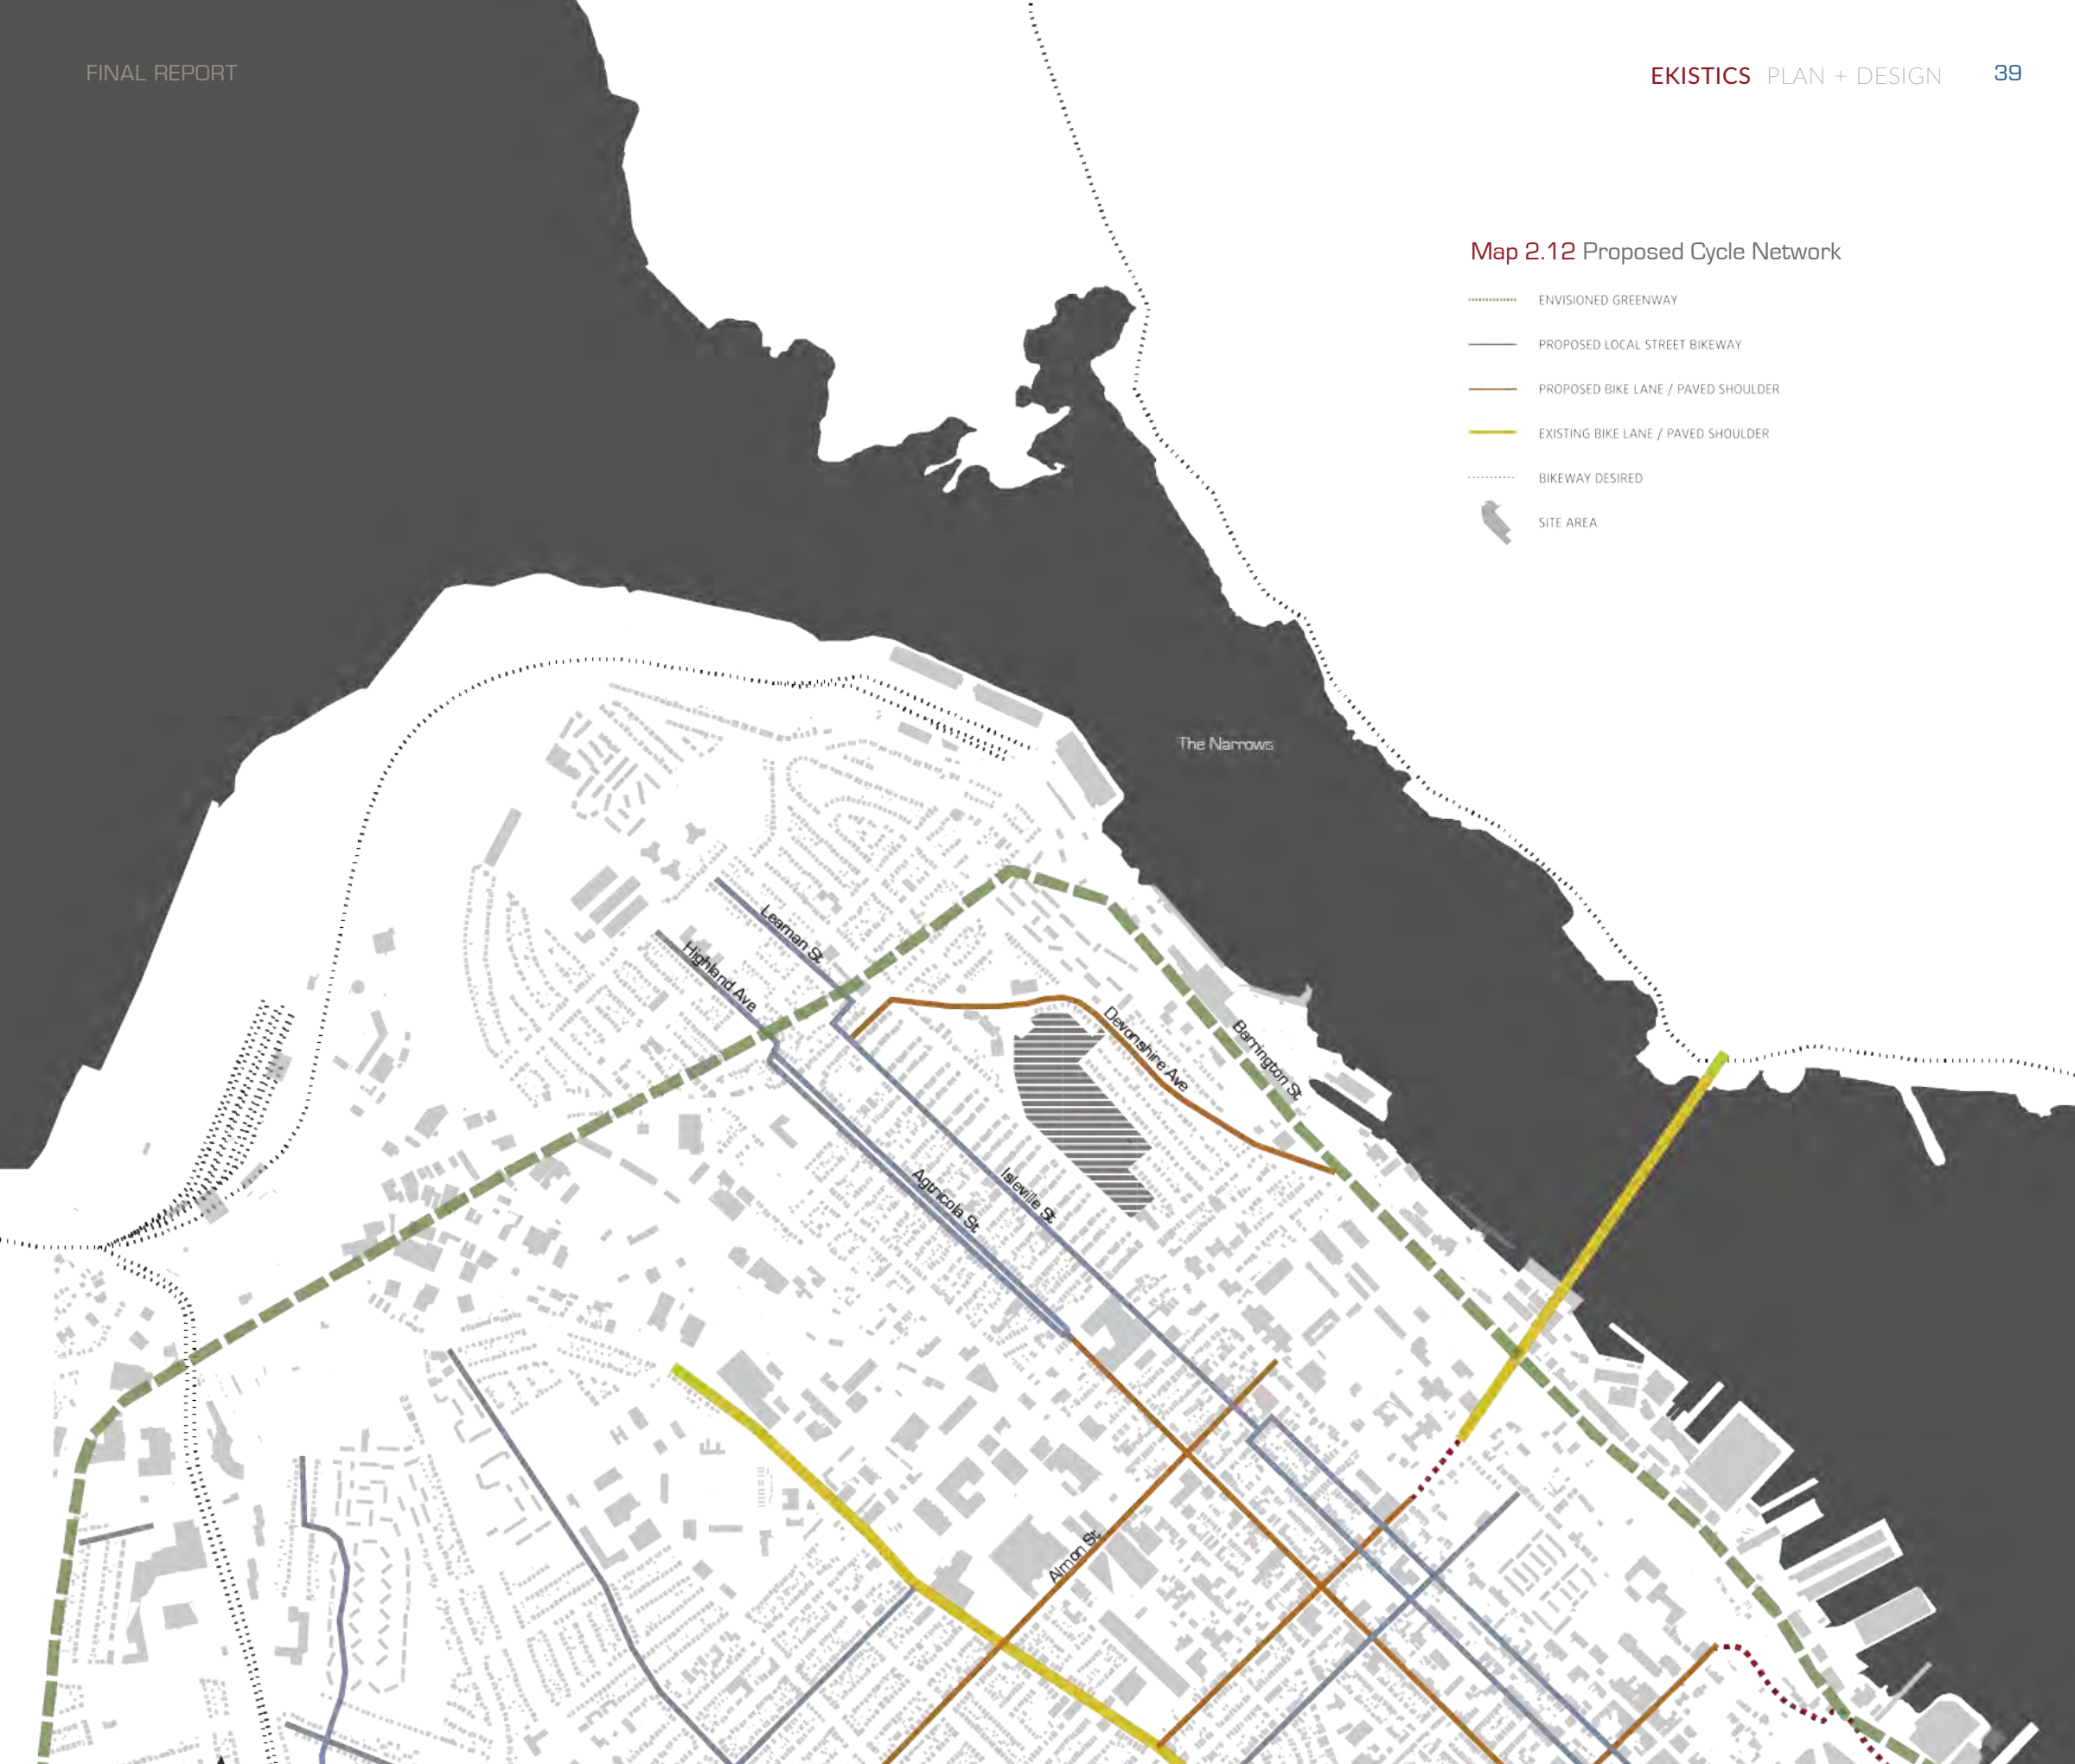 FINAL REPORT
EKISTICS PLAN + DESIGN 39
Map 2.12 Proposed Cycle Network
ENVISIONED GREENWAY
PROPOSED LOCAL STREET BIKEWAY
PROPOSED BIKE LANE / PAVED SHOULDER
EXISTING BIKE LANE / PAVED SHOULDER
BIKEWAY DESIRED
SITE AREA
The Narrows
Leaman St
Highland Ave
Devonshire Ave
Barrington St
Isleville St
Agtricola St
Almon St